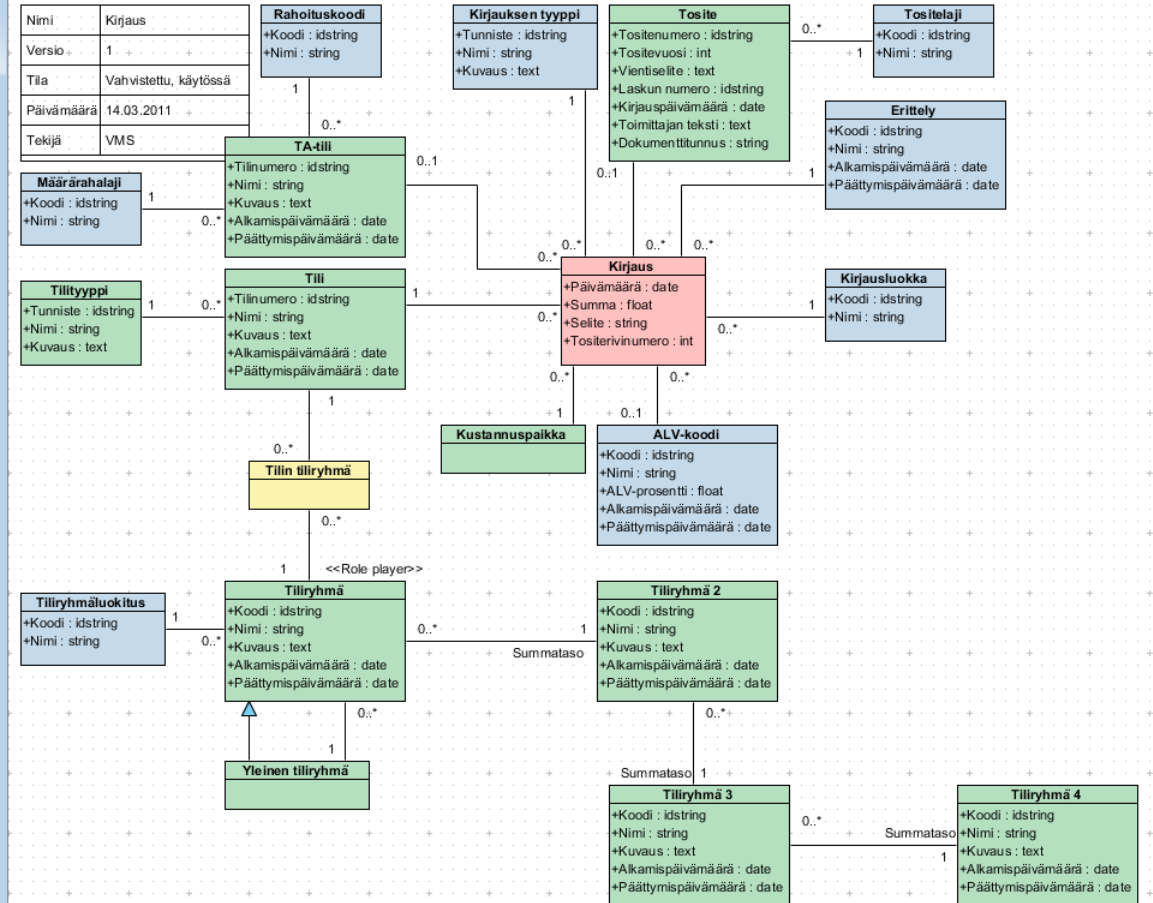 Nimi Kirjaus
Versio 1
Tila Vahvistettu, käytössä
Päivämäärä 14.03.2011
Tekijä VMS
Rahoituskoodi
+Koodi : idstring
+Nimi : string
1
0..*
Kirjauksen tyyppi
+Tunniste : idstring
+Nimi : string
+Kuvaus : text
1
0..*
Tosite
+Tositenumero : idstring
+Tositevuosi : int
+Vientiselite : text
+Laskun numero : idstring
+Kirjauspäivämäärä : date
+Toimittajan teksti : text
+Dokumenttitunnus : string
0..*
1
0..1
0..*
Tositelaji
+Koodi : idstring
+Nimi : string
Erittely
+Koodi : idstring
+Nimi : string
+Alkamispäivämäärä : date
+Päättymispäivämäärä : date
1
0..*
TA-tili
+Tilinumero : idstring
+Nimi : string
+Kuvaus : text
+Alkamispäivämäärä : date
+Päättymispäivämäärä : date
0..1
0..*
Määrärahalaji
+Koodi : idstring
+Nimi : string
1
0..*
Tili
+Tilinumero : idstring
+Nimi : string
+Kuvaus : text
+Alkamispäivämäärä : date
+Päättymispäivämäärä : date
1
0..*
Tilityyppi
+Tunniste : idstring
+Nimi : string
+Kuvaus : text
1
0..*
Kirjaus
+Päivämäärä : date
+Summa : float
+Selite : string
+Tositerivinumero : int
Kirjausluokka
+Koodi : idstring
+Nimi : string
1
0..*
0..*
1
0..*
0..1
Kustannuspaikka
ALV-koodi
+Koodi : idstring
+Nimi : string
+ALV-prosentti : float
+Alkamispäivämäärä : date
+Päättymispäivämäärä : date
1
0..*
Tilin tiliryhmä
0..*
1 <<Role player>>
Tiliryhmäluokitus
+Koodi : idstring
+Nimi : string
1
0..*
Tiliryhmä
+Koodi : idstring
+Nimi : string
+Kuvaus : text
+Alkamispäivämäärä : date
+Päättymispäivämäärä : date
0..*
1
Summataso
Tiliryhmä 2
+Koodi : idstring
+Nimi : string
+Kuvaus : text
+Alkamispäivämäärä : date
+Päättymispäivämäärä : date
0..*
1
Yleinen tiliryhmä
0..*
Summataso 1
Tiliryhmä 3
+Koodi : idstring
+Nimi : string
+Kuvaus : text
+Alkamispäivämäärä : date
+Päättymispäivämäärä : date
0..*
Summataso
1
Tiliryhmä 4
+Koodi : idstring
+Nimi : string
+Kuvaus : text
+Alkamispäivämäärä : date
+Päättymispäivämäärä : date